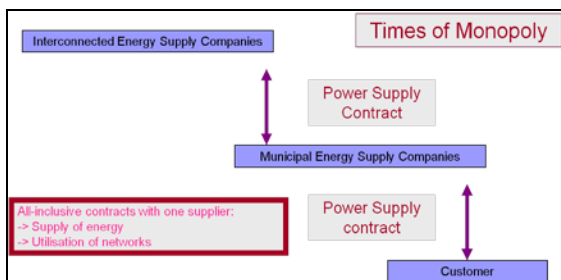 Times of Monopoly
Interconnected Energy Supply Companies
Power Supply
Contract
Municipal Energy Supply Companies
All-inclusive contracts with one supplier:
-> Supply of energy
-> Utilisation of networks
Power Supply
contract
Customer